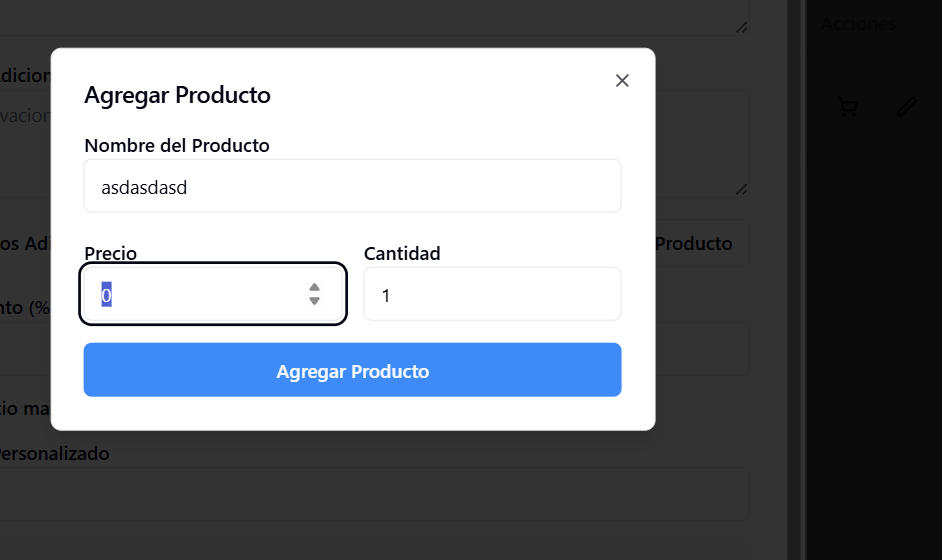 Acciones
dicion
Agregar Producto
vacion
Nombre del Producto
asdasdasd
os Adi
Producto
Precio
Cantidad
0
1
nto (%
Agregar Producto
cio ma
Personalizado